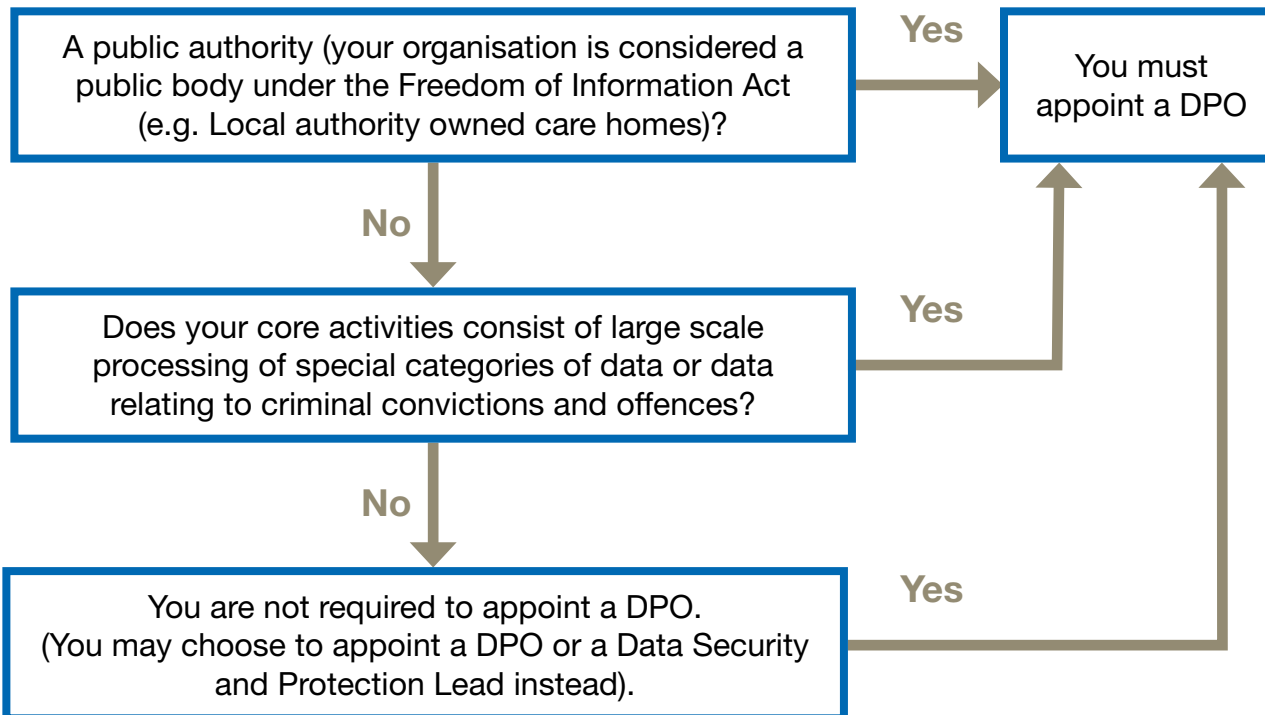 A public authority (your organisation is considered a
public body under the Freedom of Information Act
(e.g. Local authority owned care homes)?
Yes
You must
appoint a DPO
No
Does your core activities consist of large scale
processing of special categories of data or data
relating to criminal convictions and offences?
Yes
No
You are not required to appoint a DPO.
(You may choose to appoint a DPO or a Data Security
and Protection Lead instead).
Yes